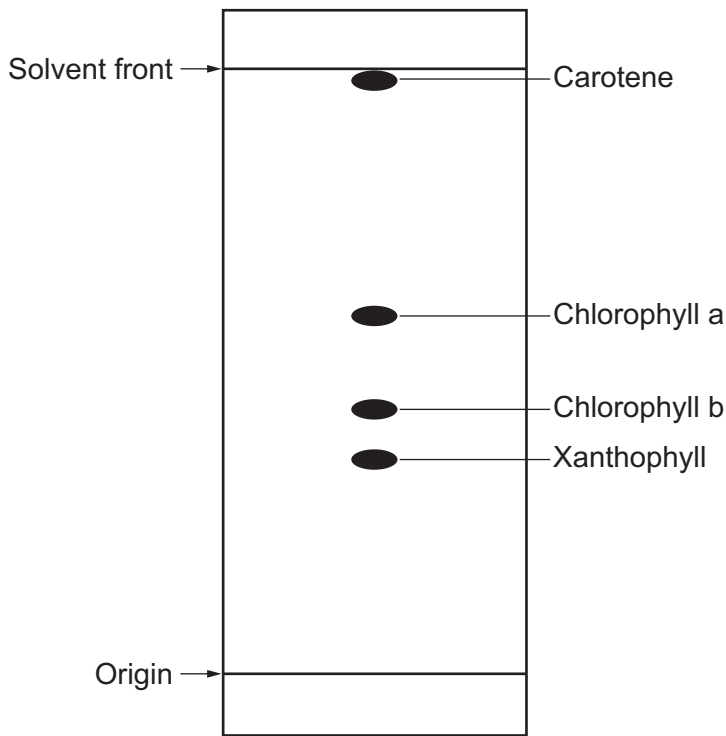 Solvent front
Carotene
Chlorophyll a
Chlorophyll b
Xanthophyll
Origin